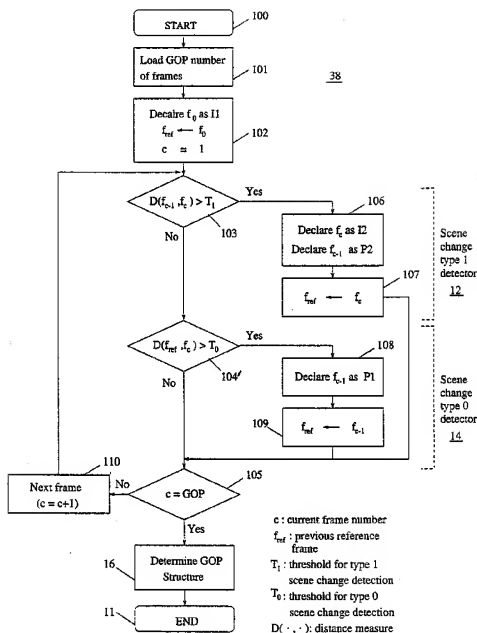 START
100
Load GOP number
of frames
101
38
Decalre f0 as I1
fref ← f0
c = 1
102
D(fc-1, fc) > T1
Yes
103
No
106
Declare fc as I2
Declare fc-1 as P2
107
fref ← fc
Scene
change
type 1
detector
12
D(fref, fc) > T0
Yes
104
No
108
Declare fc-1 as P1
109
fref ← fc-1
Scene
change
type 0
detector
14
110
Next frame
(c = c+1)
No
c = GOP
105
Yes
16
Determine GOP
Structure
11
END
c : current frame number
fref : previous reference
frame
T1 : threshold for type 1
scene change detection
T0 : threshold for type 0
scene change detection
D( · , · ): distance measure